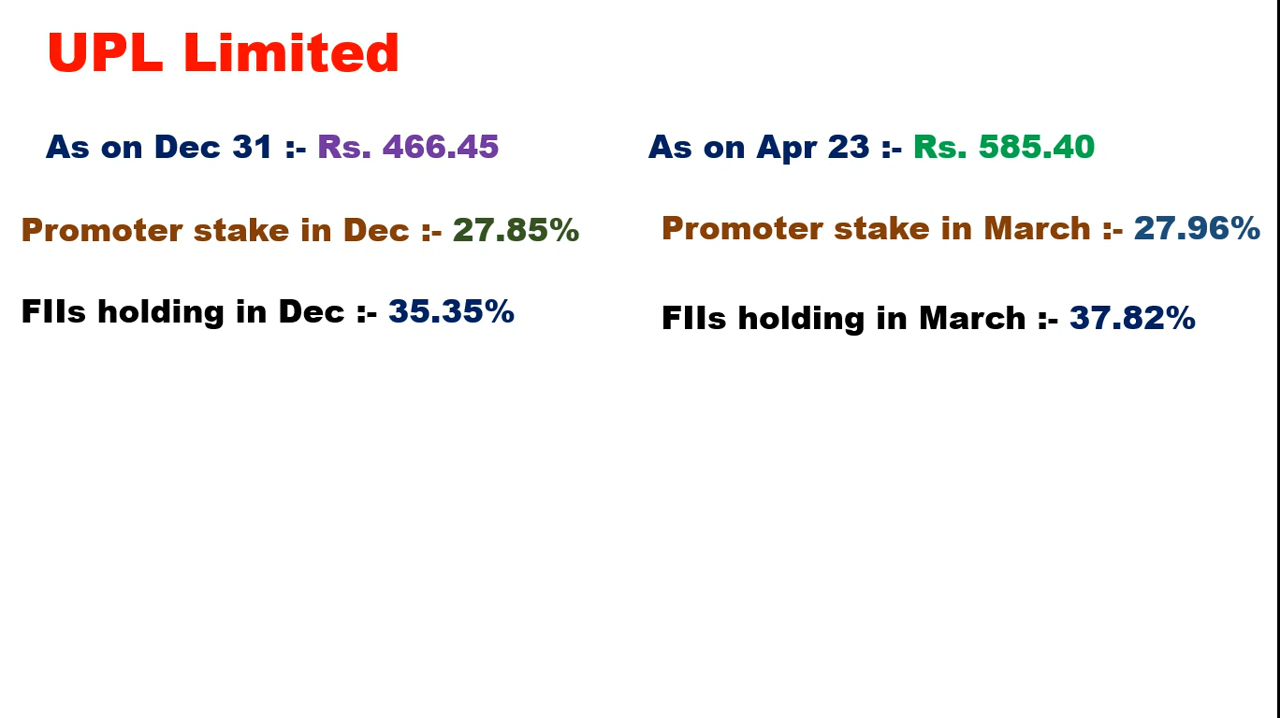 UPL Limited
As on Dec 31 :- Rs. 466.45
As on Apr 23 :- Rs. 585.40
Promoter stake in Dec :- 27.85%
Promoter stake in March :- 27.96%
FIIs holding in Dec :- 35.35%
FIIs holding in March :- 37.82%